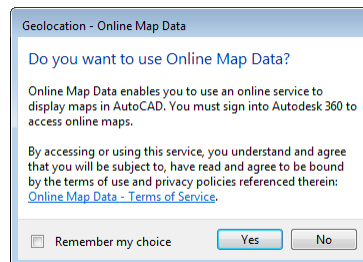 Geolocation - Online Map Data
Do you want to use Online Map Data?
Online Map Data enables you to use an online service to
display maps in AutoCAD. You must sign into Autodesk 360 to
access online maps.
By accessing or using this service, you understand and agree
that you will be subject to, have read and agree to be bound
by the terms of use and privacy policies referenced therein:
Online Map Data - Terms of Service.
Remember my choice
Yes
No